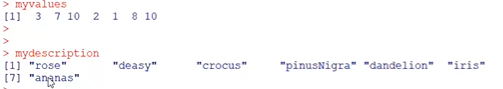 > myvalues
[1]  3  7 10  2  1  8 10
>
>
> mydescription
[1] "rose"       "deasy"      "crocus"     "pinusNigra" "dandelion"  "iris"
[7] "ananas"